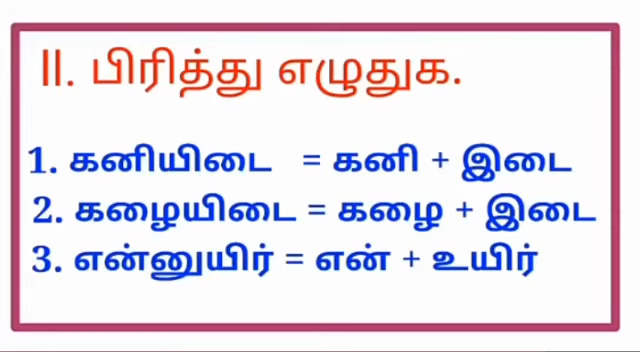 II. பிரித்து எழுதுக.
1. கனியிடை = கனி + இடை
2. கழையிடை = கழை + இடை
3. என்னுயிர் = என் + உயிர்